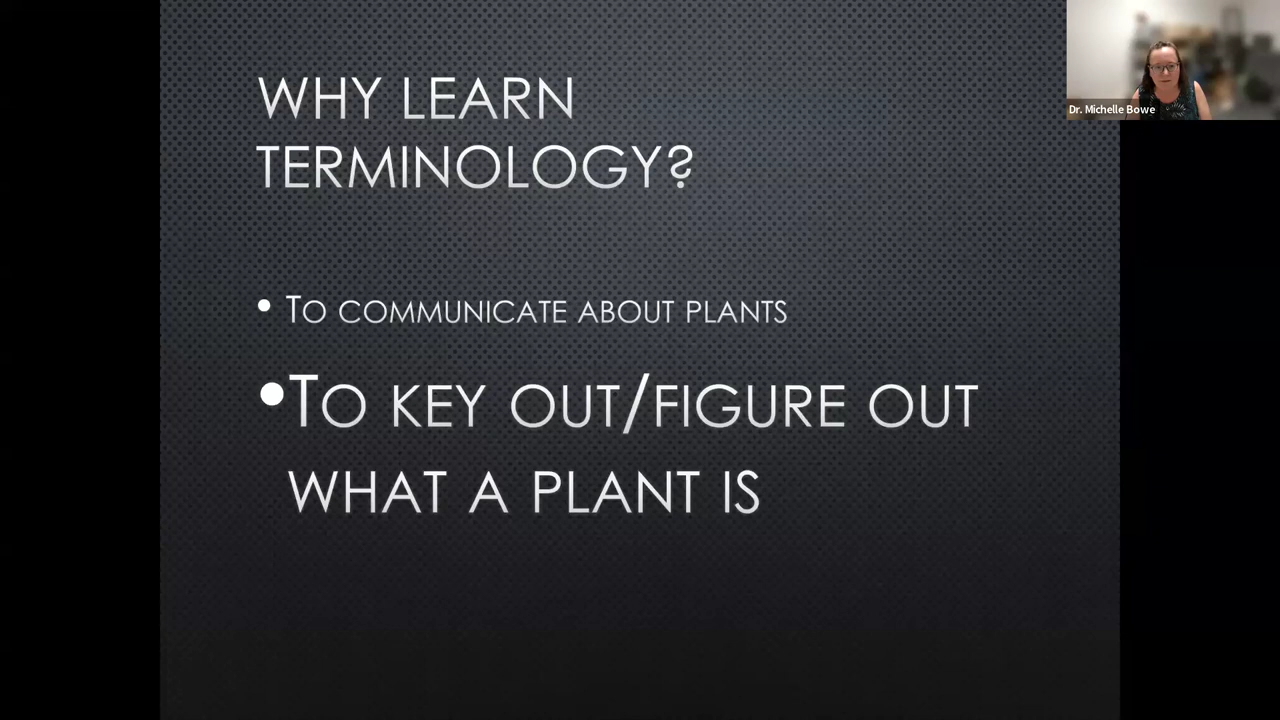 WHY LEARN
TERMINOLOGY?
• TO COMMUNICATE ABOUT PLANTS
• TO KEY OUT/FIGURE OUT
WHAT A PLANT IS
Dr. Michelle Bowe